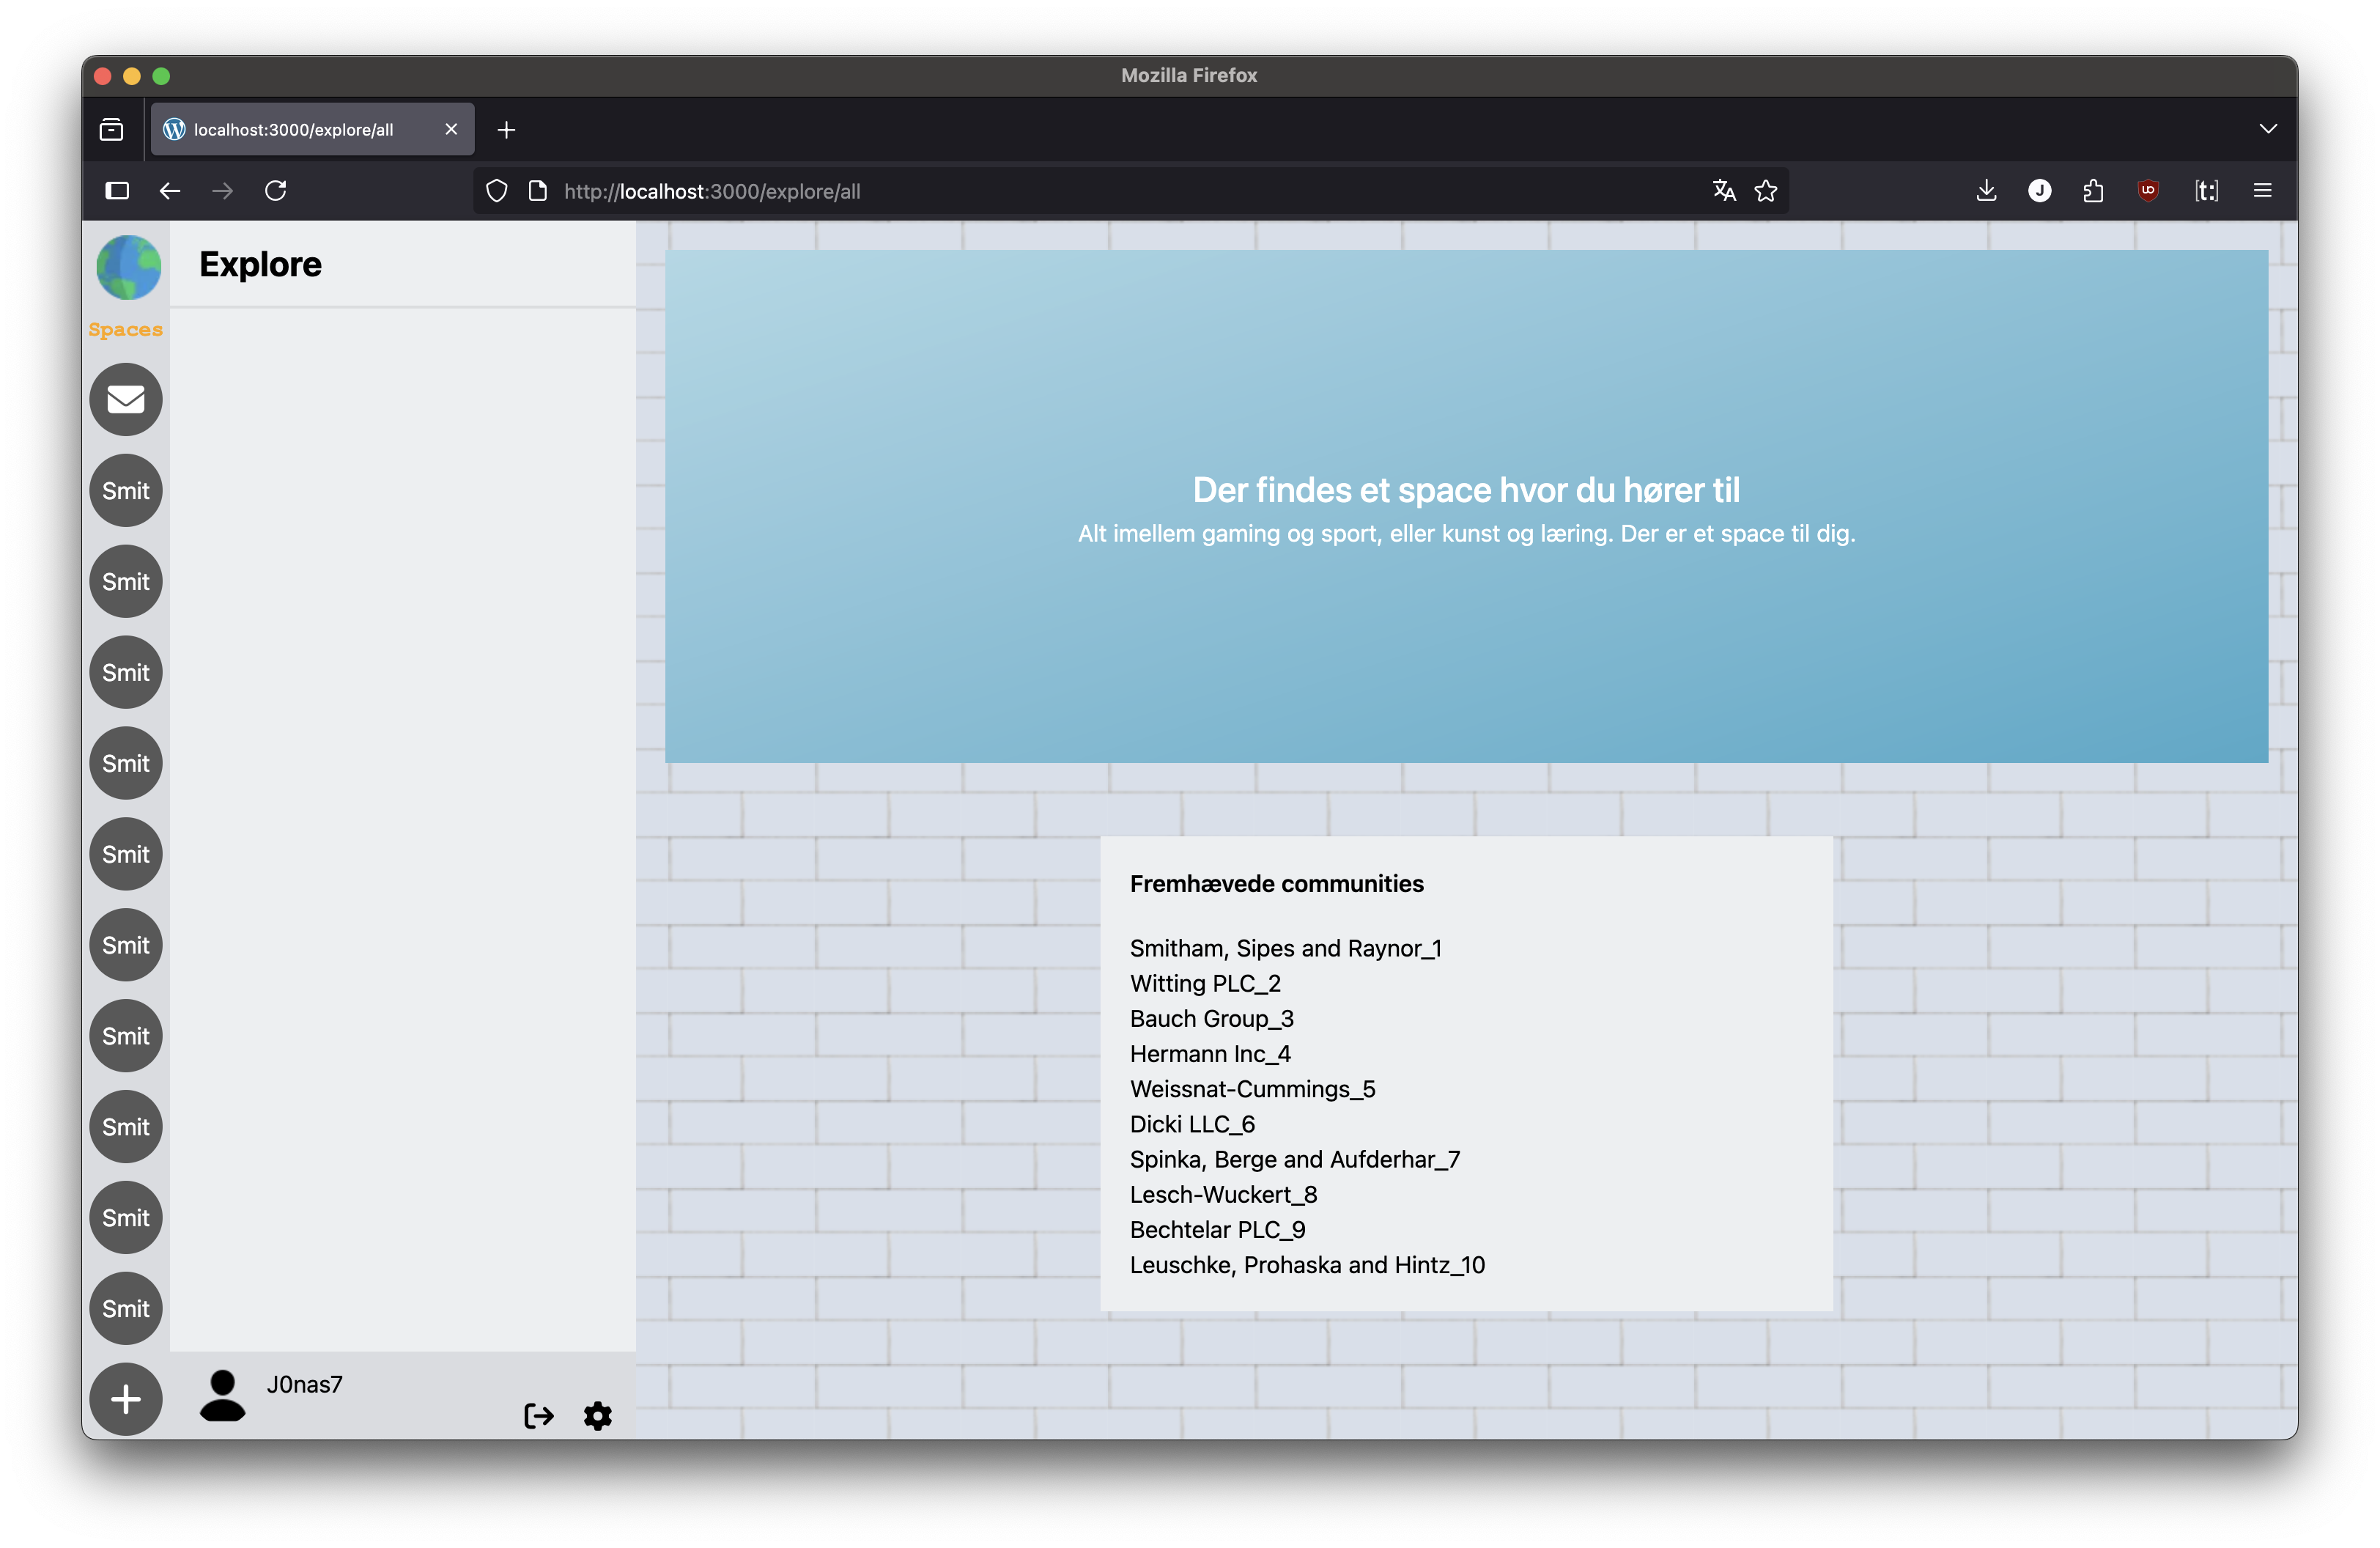 Mozilla Firefox
localhost:3000/explore/all
http://localhost:3000/explore/all
J
UO
[t:]
Spaces
Smit
Smit
Smit
Smit
Smit
Smit
Smit
Smit
Smit
Smit
Explore
J0nas7
Der findes et space hvor du hører til
Alt imellem gaming og sport, eller kunst og læring. Der er et space til dig.
Fremhævede communities
Smitham, Sipes and Raynor_1
Witting PLC_2
Bauch Group_3
Hermann Inc_4
Weissnat-Cummings_5
Dicki LLC_6
Spinka, Berge and Aufderhar_7
Lesch-Wuckert_8
Bechtelar PLC_9
Leuschke, Prohaska and Hintz_10